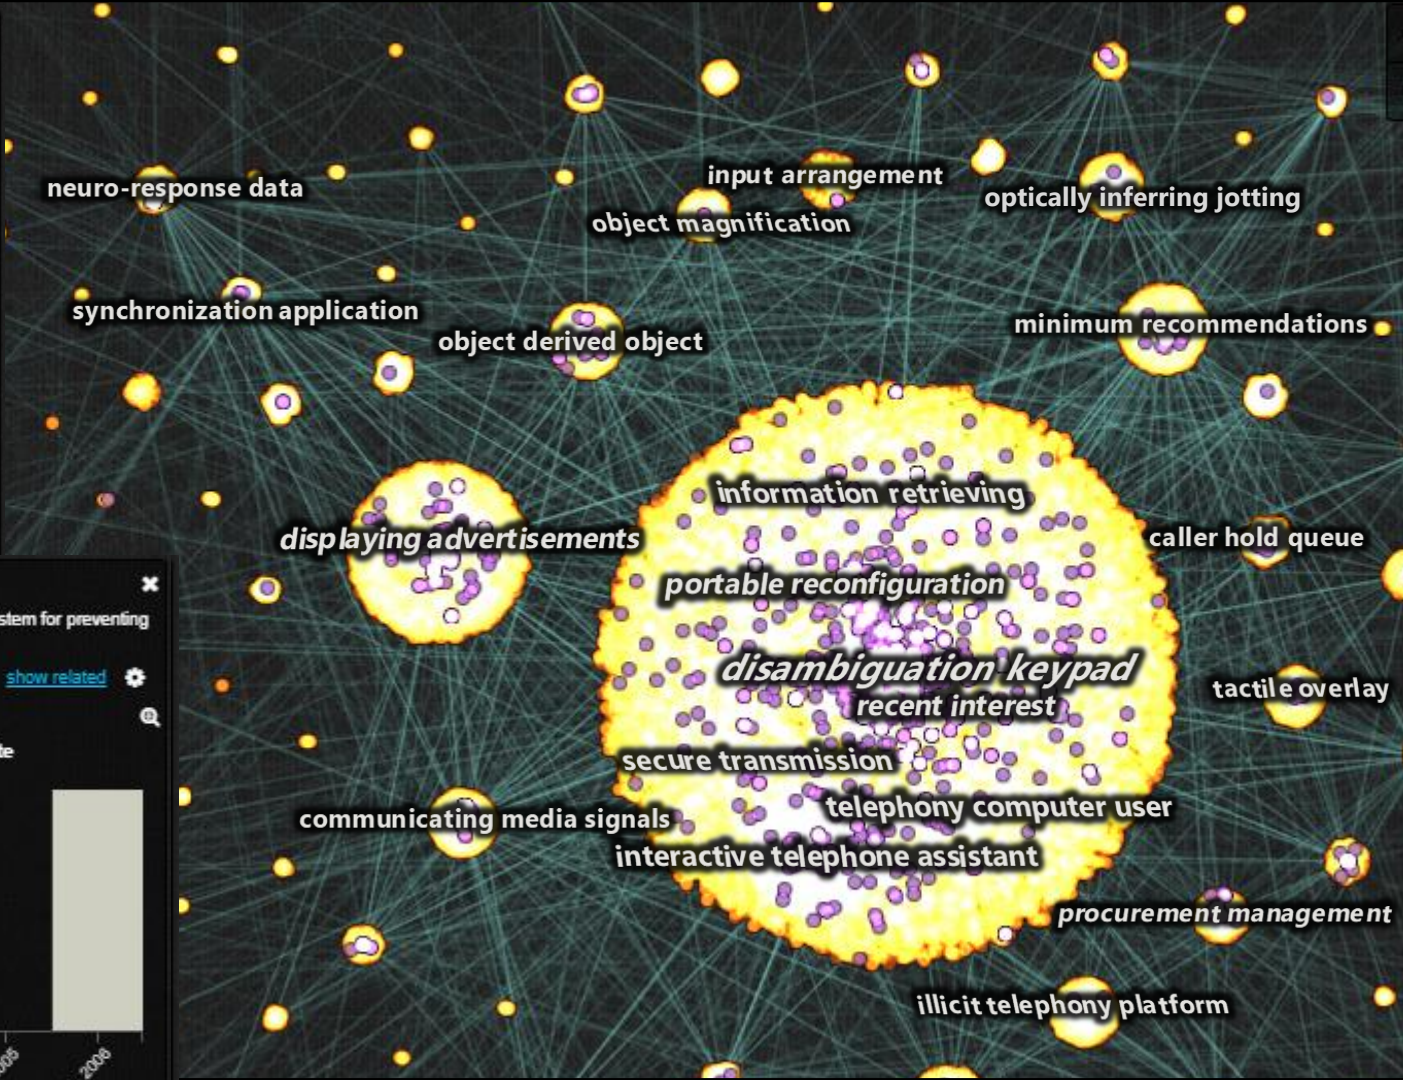 neuro-response data
input arrangement
object magnification
optically inferring jotting
synchronization application
object derived object
minimum recommendations
information retrieving
displaying advertisements
caller hold queue
portable reconfiguration
stem for preventing
disambiguation keypad
show related
tactile overlay
recent interest
te
secure transmission
communicating media signals
telephony computer user
interactive telephone assistant
procurement management
illicit telephony platform
2006